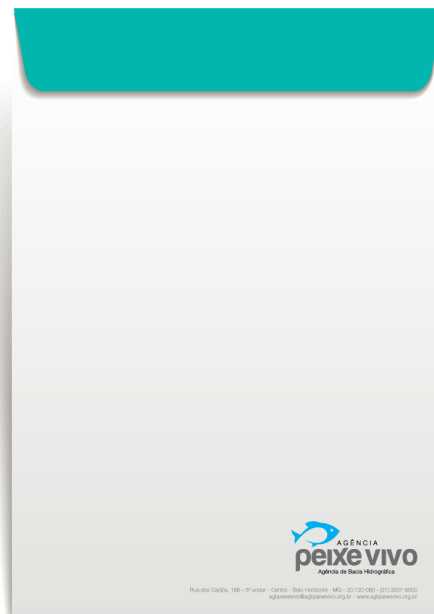 AGÊNCIA
peixe vivo
Agência de Bacia Hidrográfica
Rua dos Carijós, 166 - 5º andar - Centro - Belo Horizonte - MG - 30.120-060 - (31) 3207-8500
agbpeixevivo@agbpeixevivo.org.br - www.agbpeixevivo.org.br